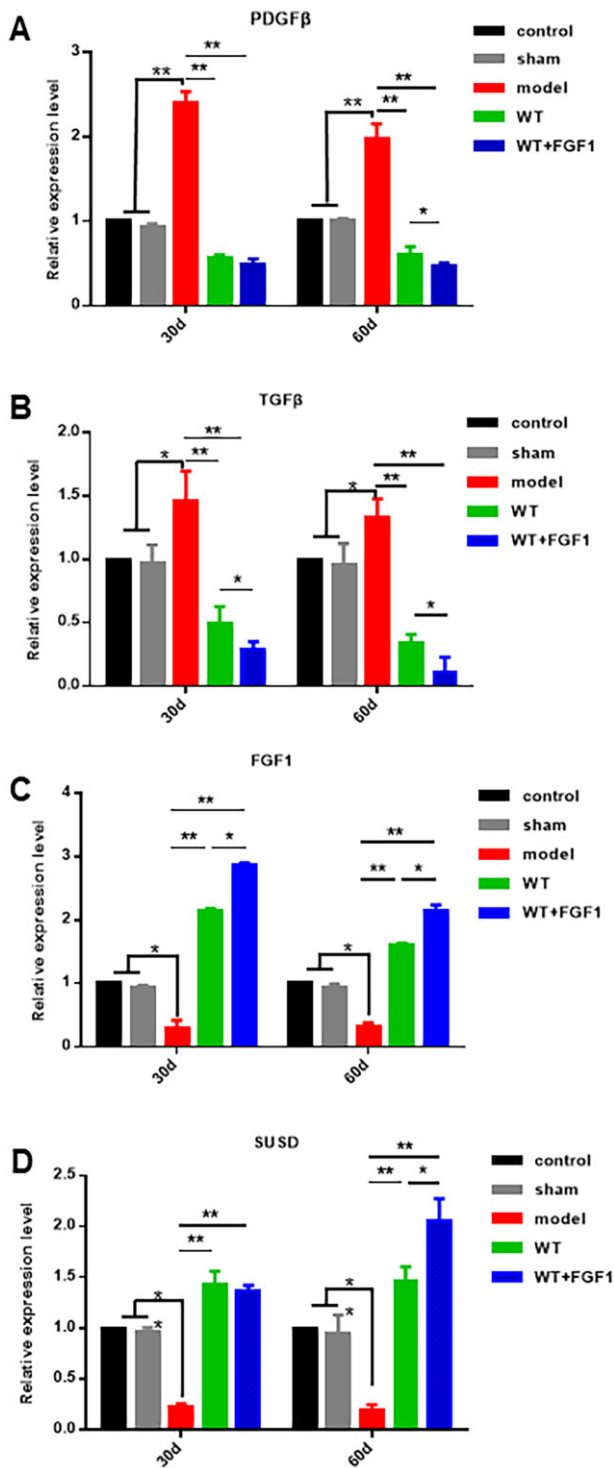 A
PDGFβ
control
sham
model
WT
WT+FGF1
Relative expression level
3
2
1
0
**
**
**
**
**
**
*
30d
60d
B
TGFβ
control
sham
model
WT
WT+FGF1
Relative expression level
2.0
1.5
1.0
0.5
0.0
*
**
**
*
*
**
**
*
30d
60d
C
FGF1
control
sham
model
WT
WT+FGF1
Relative expression level
4
3
2
1
0
**
**
*
*
**
**
*
*
30d
60d
D
SUSD
control
sham
model
WT
WT+FGF1
Relative expression level
2.5
2.0
1.5
1.0
0.5
0.0
**
**
*
*
**
**
*
*
*
30d
60d